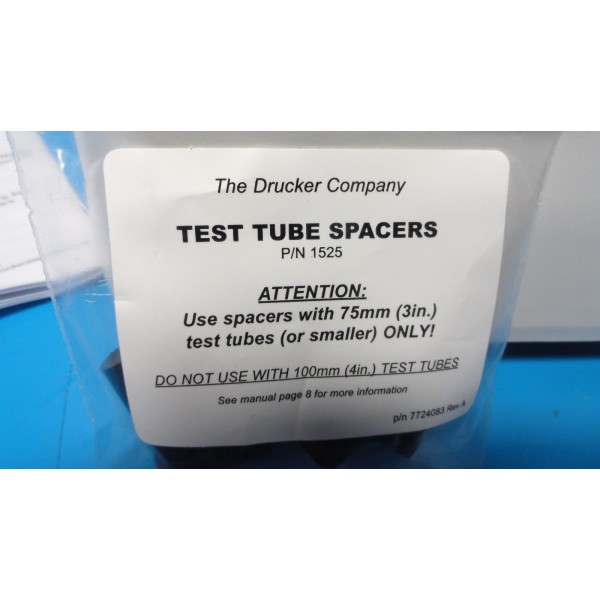 The Drucker Company
TEST TUBE SPACERS
P/N 1525
ATTENTION:
Use spacers with 75mm (3in.)
test tubes (or smaller) ONLY!
DO NOT USE WITH 100mm (4in.) TEST TUBES
See manual page 8 for more information
p/n 7724083 Rev A